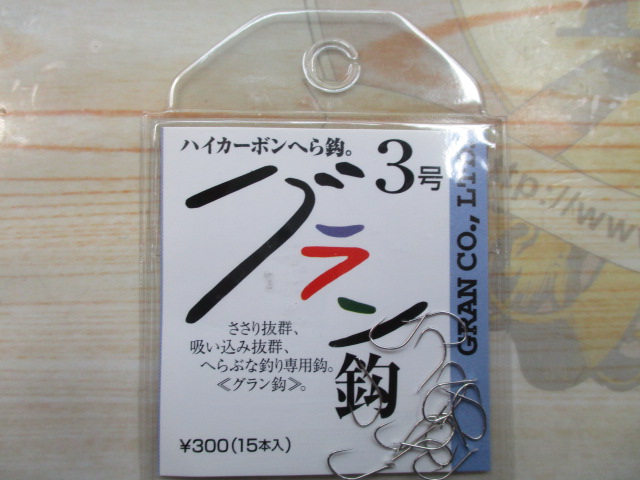 ハイカーボンへら鈎。
3号
グラン鈎
ささり抜群、
吸い込み抜群、
へらぶな釣り専用鈎。
《グラン鈎》。
¥300(15本入)
GRAN CO., LTD.
http://www